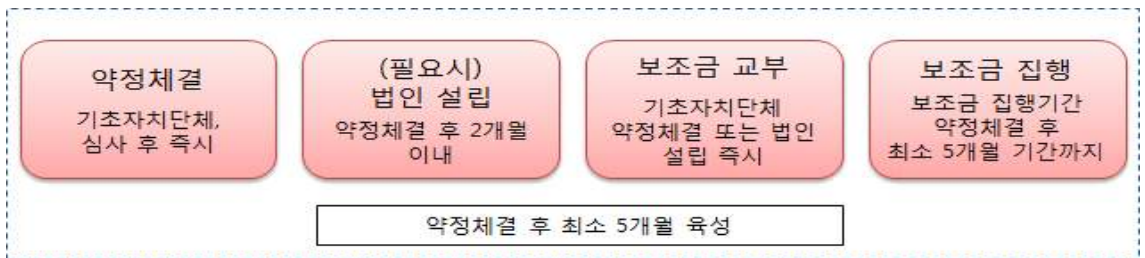 약정체결
기초자치단체,
심사 후 즉시
(필요시)
법인 설립
약정체결 후 2개월
이내
보조금 교부
기초자치단체
약정체결 또는 법인
설립 즉시
보조금 집행
보조금 집행기간
약정체결 후
최소 5개월 기간까지
약정체결 후 최소 5개월 육성